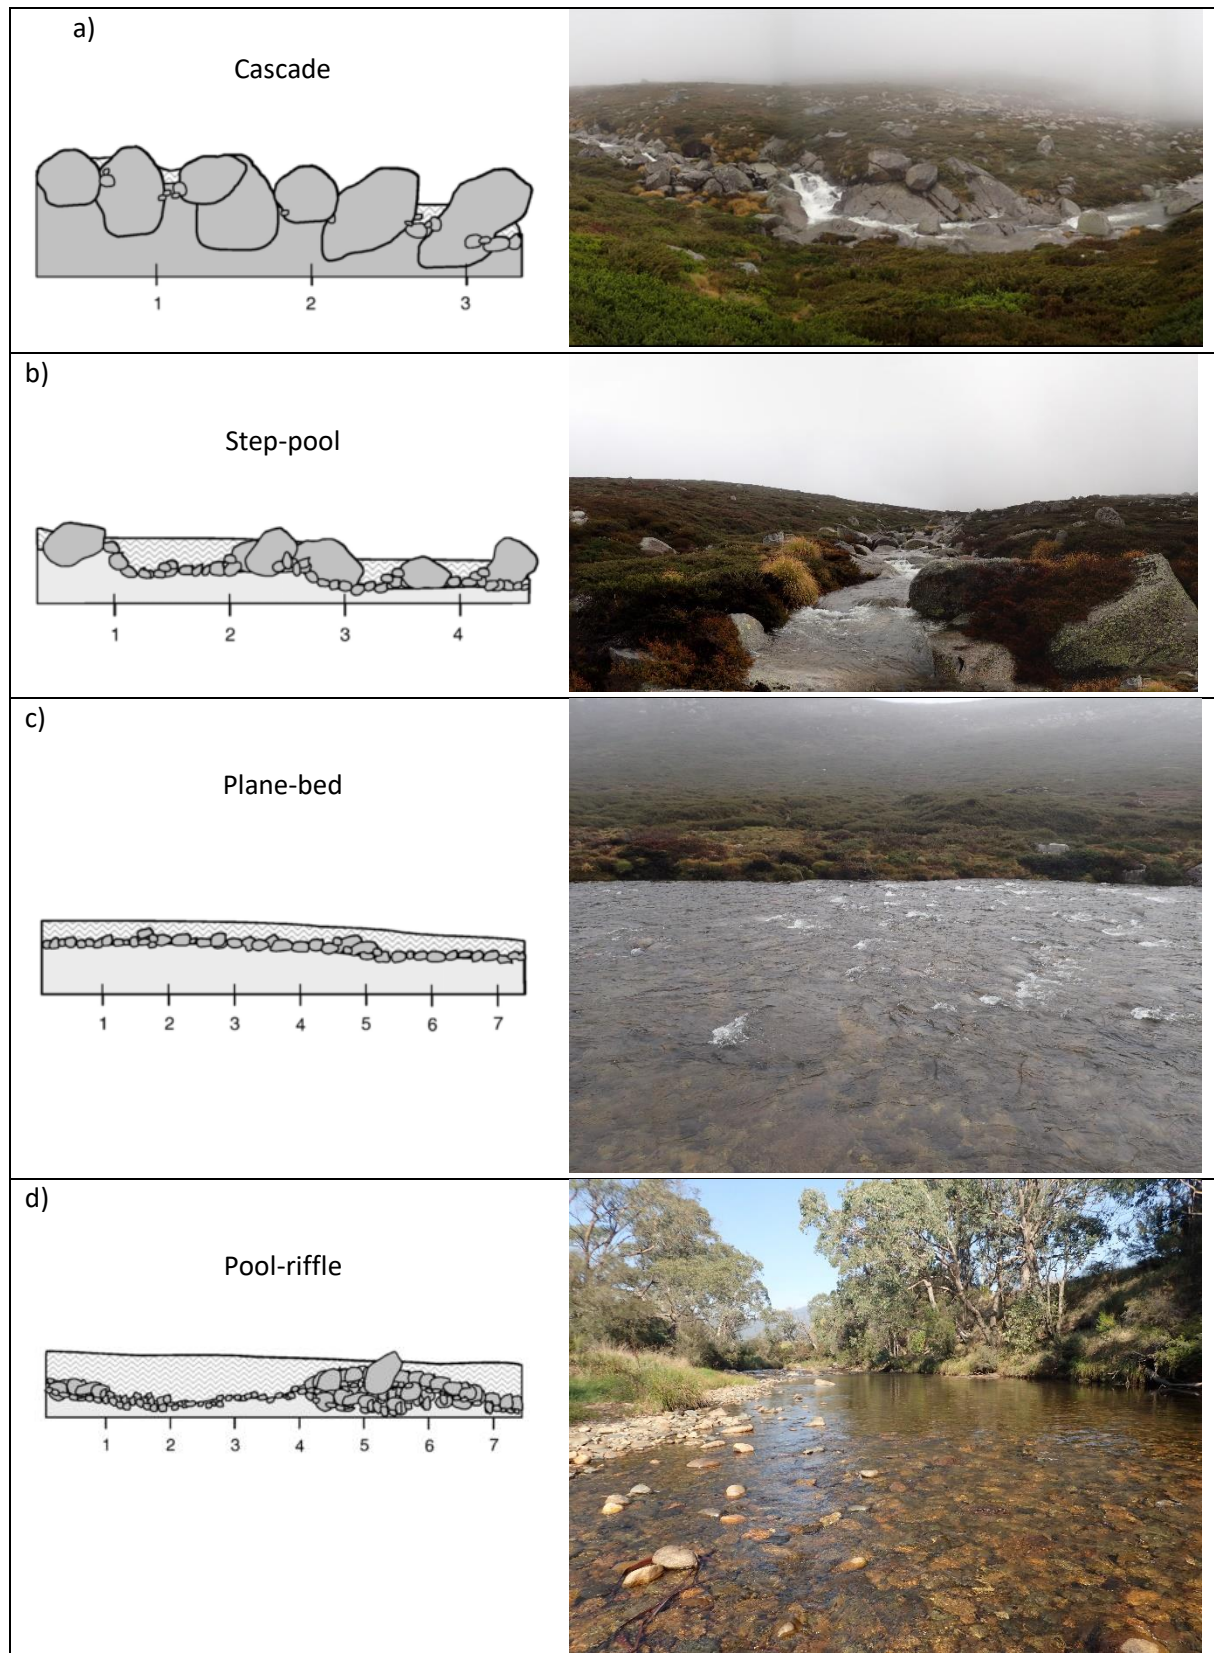 a)
Cascade
1 2 3
b)
Step-pool
1 2 3 4
c)
Plane-bed
1 2 3 4 5 6 7
d)
Pool-riffle
1 2 3 4 5 6 7